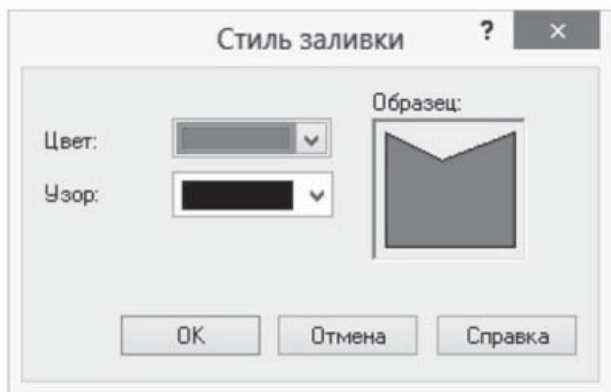 Стиль заливки ? ×
Образец:
Цвет:
Узор:
OK Отмена Справка